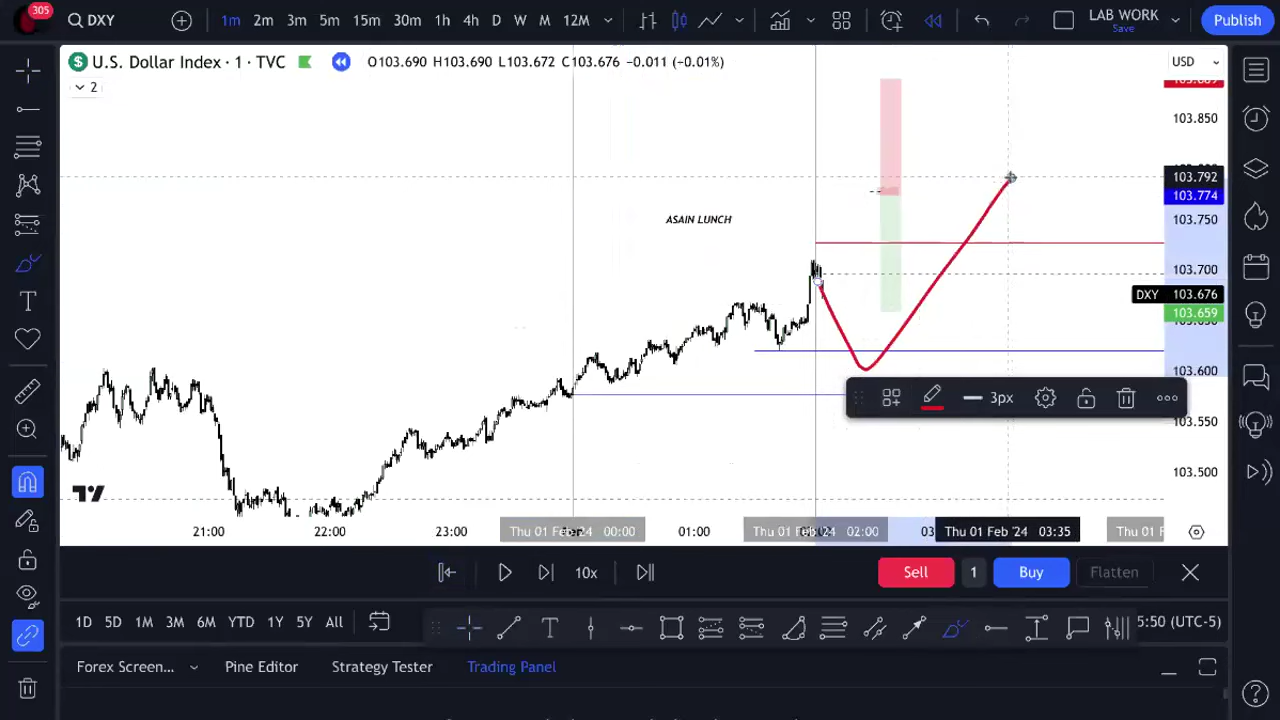 305
DXY
1m 2m 3m 5m 15m 30m 1h 4h D W M 12M
LAB WORK
Save
Publish
U.S. Dollar Index · 1 · TVC
O103.690 H103.690 L103.672 C103.676 −0.011 (−0.01%)
USD
2
103.850
103.792
103.774
103.750
103.700
DXY 103.676
103.659
103.600
103.550
103.500
ASAIN LUNCH
3px
21:00 22:00 23:00 Thu 01 Feb '24 00:00 01:00 Thu 01 Feb '24 02:00 Thu 01 Feb '24 03:35
10x
Sell 1 Buy Flatten
1D 5D 1M 3M 6M YTD 1Y 5Y All
5:50 (UTC-5)
Forex Screen... Pine Editor Strategy Tester Trading Panel